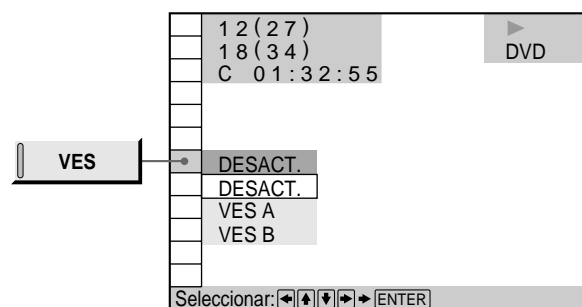 12(27)
18(34)
C 01:32:55
DVD
VES
DESACT.
DESACT.
VES A
VES B
Seleccionar: ENTER